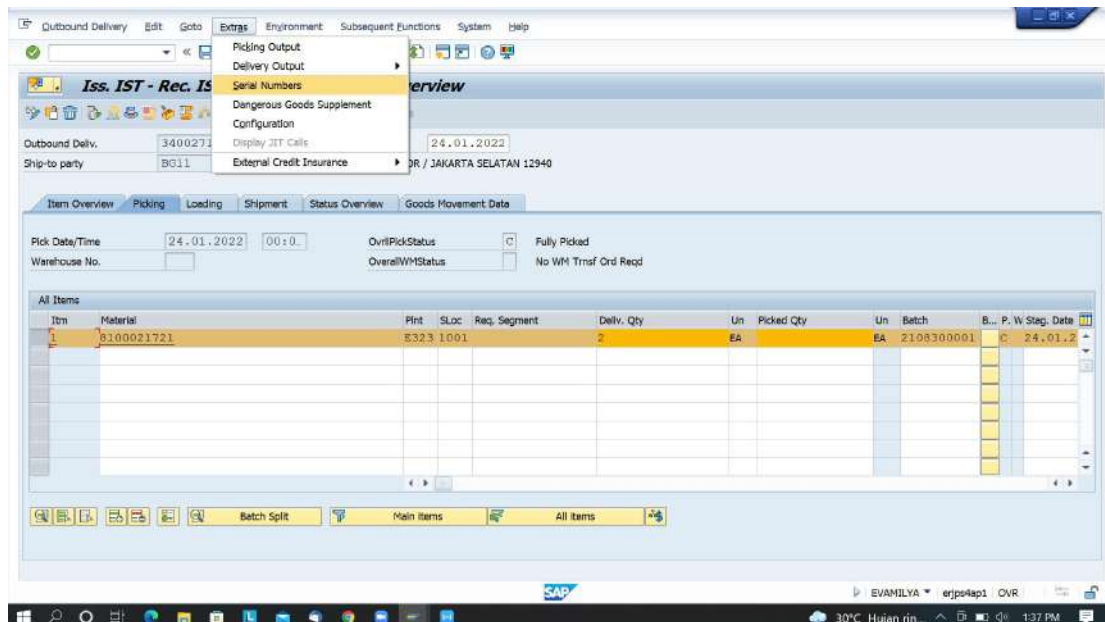 Outbound Delivery Edit Goto Extras Environment Subsequent Functions System Help
Picking Output
Delivery Output
Iss. IST - Rec. IS erview
Serial Numbers
Dangerous Goods Supplement
Configuration
Outbound Deliv. 3400271 Display JIT Calls 24.01.2022
Ship-to party BG11 External Credit Insurance OR / JAKARTA SELATAN 12940
Item Overview Picking Loading Shipment Status Overview Goods Movement Data
Pick Date/Time 24.01.2022 00:0 OvrllPickStatus C Fully Picked
Warehouse No. OverallWMStatus No WM Trnsf Ord Reqd
All Items
Itm Material Plnt SLoc Req. Segment Deliv. Qty Un Picked Qty Un Batch B... P. W Stag. Date
1 8100021721 E323 1001 2 EA EA 2108300001 C 24.01.2
Batch Split Main items All items
SAP EVAMILYA erjps4ap1 OVR
30°C Hujan rin... 1:37 PM